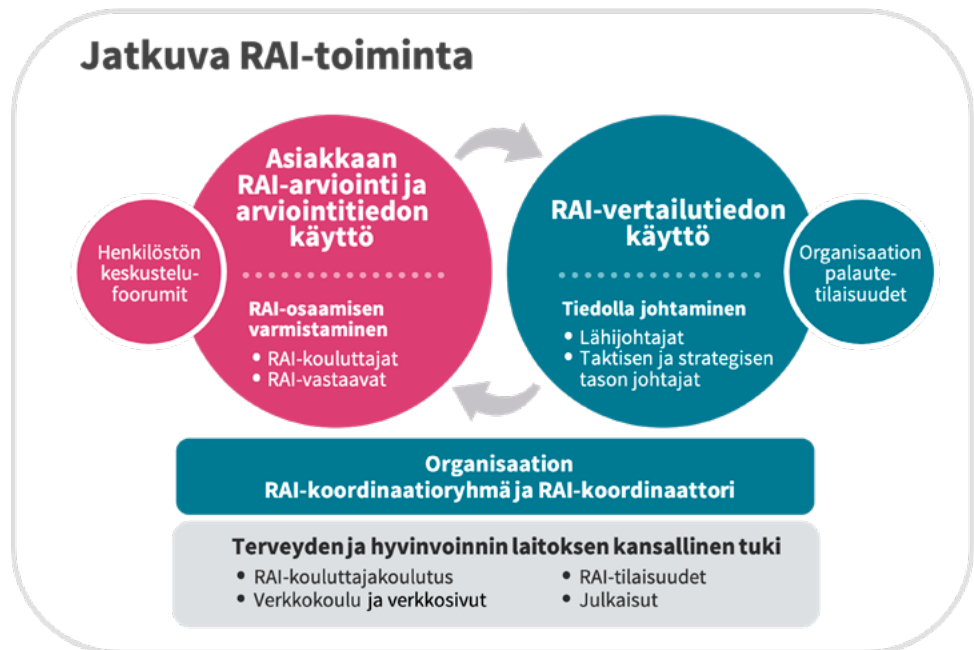 Jatkuva RAI-toiminta
Asiakkaan
RAI-arviointi ja
arviointitiedon
käyttö
RAI-osaamisen
varmistaminen
• RAI-kouluttajat
• RAI-vastaavat
Henkilöstön
keskustelu-
foorumit
RAI-vertailutiedon
käyttö
Tiedolla johtaminen
• Lähijohtajat
• Taktisen ja strategisen
tason johtajat
Organisaation
palaute-
tilaisuudet
Organisaation
RAI-koordinaatioryhmä ja RAI-koordinaattori
Terveyden ja hyvinvoinnin laitoksen kansallinen tuki
• RAI-kouluttajakoulutus
• Verkkokoulu ja verkkosivut
• RAI-tilaisuudet
• Julkaisut